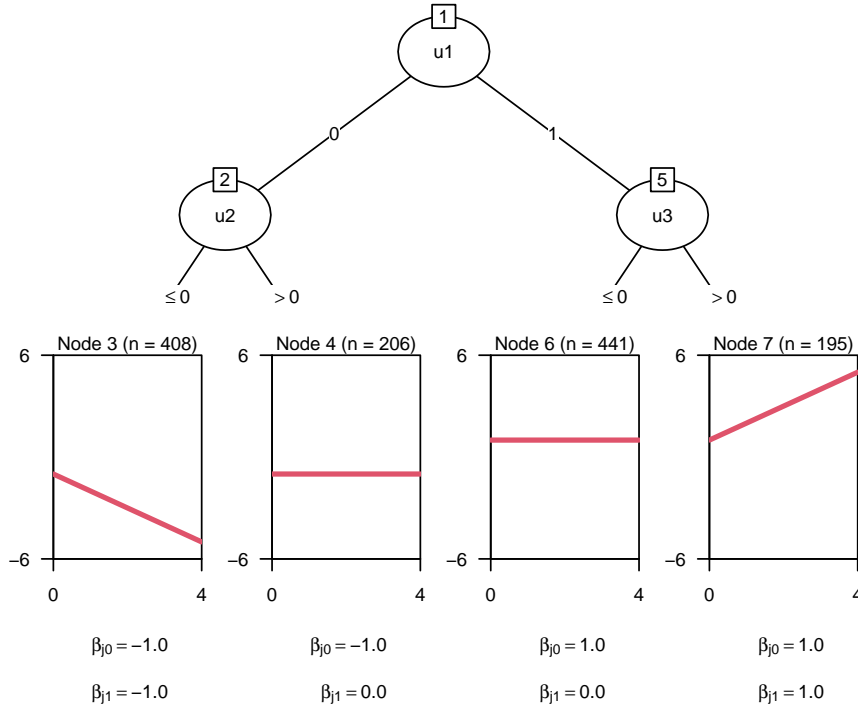 1
u1
0
1
2
u2
5
u3
≤ 0
> 0
≤ 0
> 0
Node 3 (n = 408)
6
−6
0
4
Node 4 (n = 206)
6
−6
0
4
Node 6 (n = 441)
6
−6
0
4
Node 7 (n = 195)
6
−6
0
4
βj0 = −1.0
βj0 = −1.0
βj0 = 1.0
βj0 = 1.0
βj1 = −1.0
βj1 = 0.0
βj1 = 0.0
βj1 = 1.0